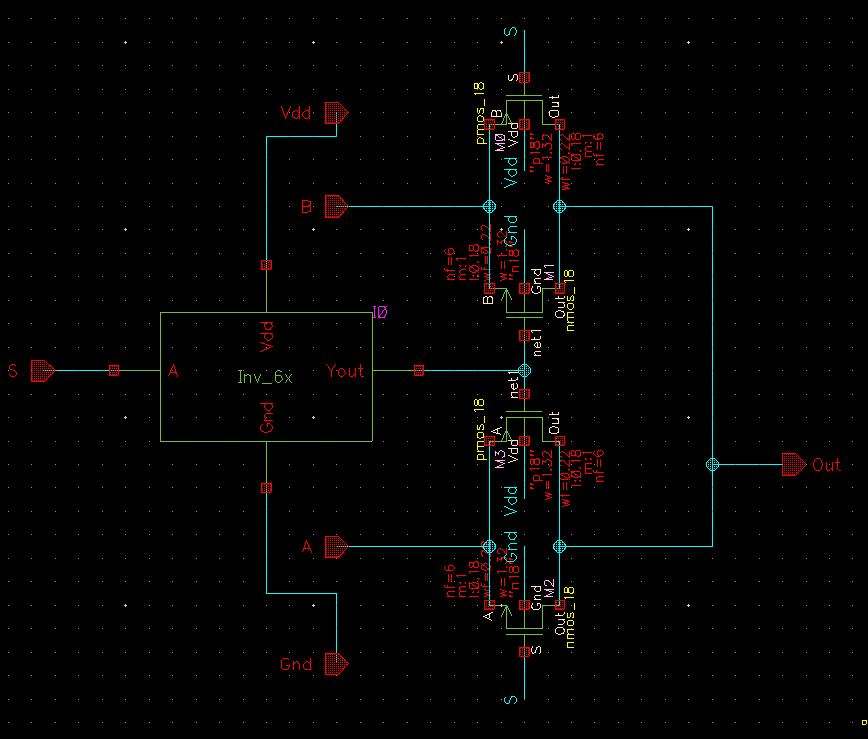 S
S
pmos_18
B
M0
Vdd
Out
"p18"
w=1.32
wf=0.22
l:0.18
m:1
nf=6
Vdd
Vdd
B
Gnd
nf=6
m:1
l:0.18
wf=0.22
w=1.32
"n18"
B
Gnd
M1
Out
nmos_18
net1
I0
Vdd
S
A
Inv_6x
Yout
Gnd
net1
pmos_18
A
M3
Vdd
Out
"p18"
w=1.32
wf=0.22
l:0.18
m:1
nf=6
Vdd
Out
A
Gnd
nf=6
m:1
l:0.18
w=1.32
"n18"
A
Gnd
M2
Out
nmos_18
S
Gnd
S